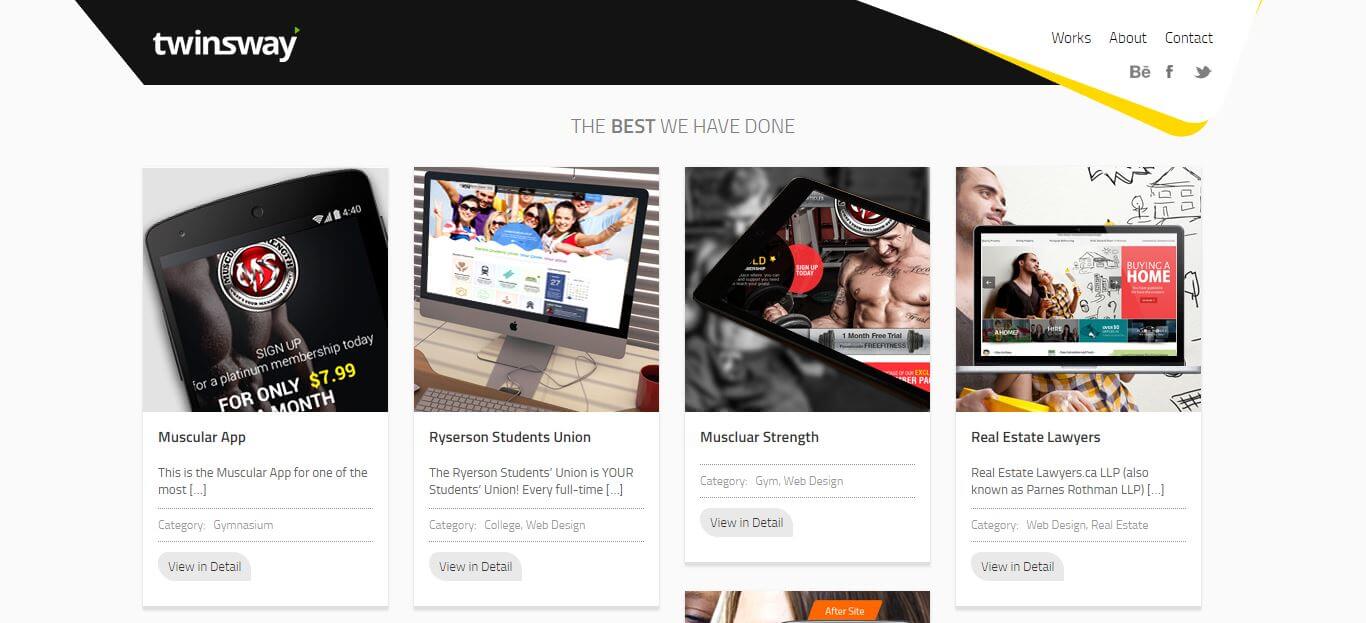 twinsway
Works About Contact
Bē
THE BEST WE HAVE DONE
4:40
SIGN UP
for a platinum membership today
FOR ONLY $7.99
A MONTH
Muscular App
This is the Muscular App for one of the
most [...]
Category: Gymnasium
View in Detail
27
Ryserson Students Union
The Ryerson Students’ Union is YOUR
Students’ Union! Every full-time [...]
Category: College, Web Design
View in Detail
SIGN UP
TODAY
1 Month Free Trial
FREEFITNESS
Muscluar Strength
Category: Gym, Web Design
View in Detail
BUYING A
HOME
A HOME
HIRE
Real Estate Lawyers
Real Estate Lawyers.ca LLP (also
known as Parnes Rothman LLP) [...]
Category: Web Design, Real Estate
View in Detail
After Site